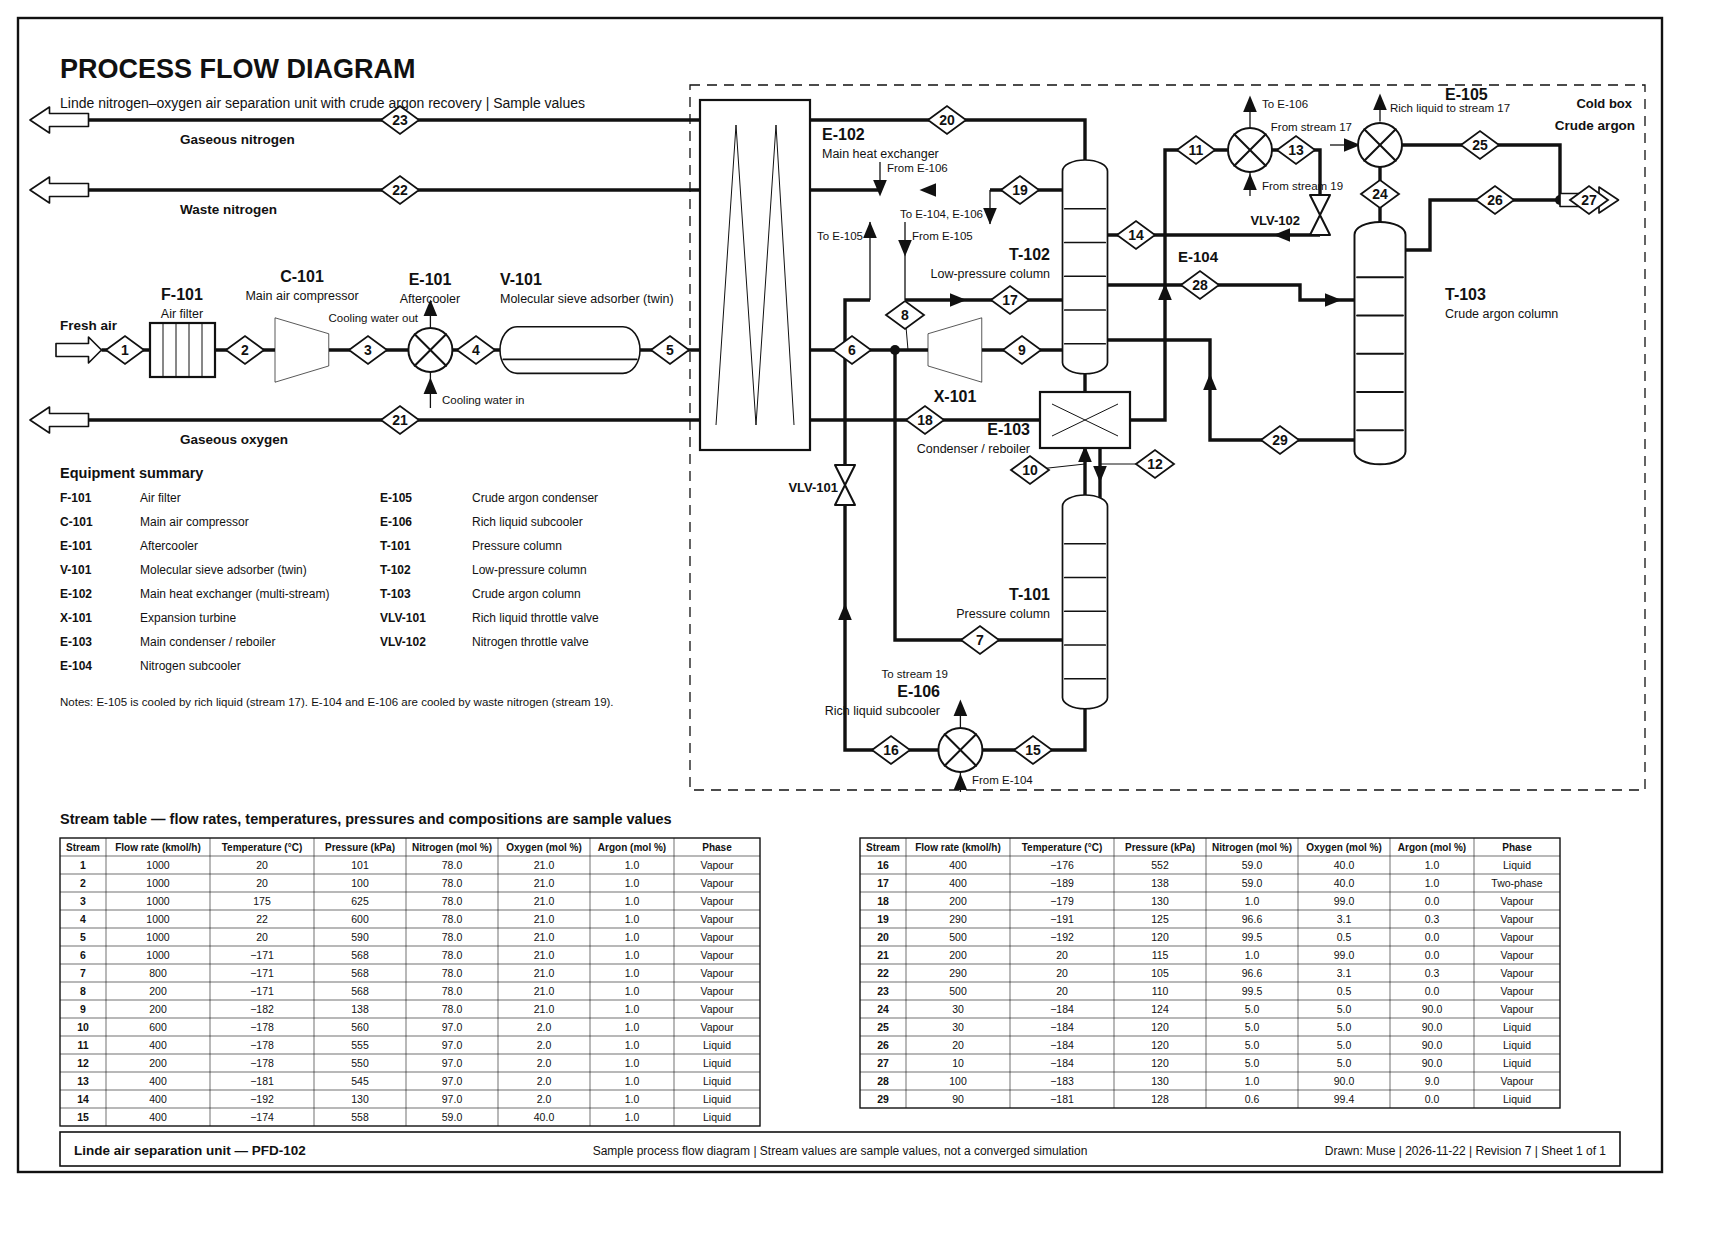 PROCESS FLOW DIAGRAM
Linde nitrogen–oxygen air separation unit with crude argon recovery | Sample values
23
Gaseous nitrogen
22
Waste nitrogen
20
E-102
Main heat exchanger
From E-106
19
To E-104, E-106
To E-105
From E-105
T-102
Low-pressure column
17
8
To E-106
From stream 17
11
13
From stream 19
VLV-102
14
E-104
28
E-105
Rich liquid to stream 17
Cold box
Crude argon
25
24
26
27
T-103
Crude argon column
29
Fresh air
1
F-101
Air filter
2
C-101
Main air compressor
3
Cooling water out
E-101
Aftercooler
4
Cooling water in
V-101
Molecular sieve adsorber (twin)
5
6
9
X-101
21
Gaseous oxygen
18
E-103
Condenser / reboiler
10
12
VLV-101
T-101
Pressure column
7
To stream 19
E-106
Rich liquid subcooler
16
15
From E-104
Equipment summary
F-101 Air filter E-105 Crude argon condenser
C-101 Main air compressor E-106 Rich liquid subcooler
E-101 Aftercooler T-101 Pressure column
V-101 Molecular sieve adsorber (twin) T-102 Low-pressure column
E-102 Main heat exchanger (multi-stream) T-103 Crude argon column
X-101 Expansion turbine VLV-101 Rich liquid throttle valve
E-103 Main condenser / reboiler VLV-102 Nitrogen throttle valve
E-104 Nitrogen subcooler
Notes: E-105 is cooled by rich liquid (stream 17). E-104 and E-106 are cooled by waste nitrogen (stream 19).
Stream table — flow rates, temperatures, pressures and compositions are sample values
Stream Flow rate (kmol/h) Temperature (°C) Pressure (kPa) Nitrogen (mol %) Oxygen (mol %) Argon (mol %) Phase
1 1000 20 101 78.0 21.0 1.0 Vapour
2 1000 20 100 78.0 21.0 1.0 Vapour
3 1000 175 625 78.0 21.0 1.0 Vapour
4 1000 22 600 78.0 21.0 1.0 Vapour
5 1000 20 590 78.0 21.0 1.0 Vapour
6 1000 −171 568 78.0 21.0 1.0 Vapour
7 800 −171 568 78.0 21.0 1.0 Vapour
8 200 −171 568 78.0 21.0 1.0 Vapour
9 200 −182 138 78.0 21.0 1.0 Vapour
10 600 −178 560 97.0 2.0 1.0 Vapour
11 400 −178 555 97.0 2.0 1.0 Liquid
12 200 −178 550 97.0 2.0 1.0 Liquid
13 400 −181 545 97.0 2.0 1.0 Liquid
14 400 −192 130 97.0 2.0 1.0 Liquid
15 400 −174 558 59.0 40.0 1.0 Liquid
Stream Flow rate (kmol/h) Temperature (°C) Pressure (kPa) Nitrogen (mol %) Oxygen (mol %) Argon (mol %) Phase
16 400 −176 552 59.0 40.0 1.0 Liquid
17 400 −189 138 59.0 40.0 1.0 Two-phase
18 200 −179 130 1.0 99.0 0.0 Vapour
19 290 −191 125 96.6 3.1 0.3 Vapour
20 500 −192 120 99.5 0.5 0.0 Vapour
21 200 20 115 1.0 99.0 0.0 Vapour
22 290 20 105 96.6 3.1 0.3 Vapour
23 500 20 110 99.5 0.5 0.0 Vapour
24 30 −184 124 5.0 5.0 90.0 Vapour
25 30 −184 120 5.0 5.0 90.0 Liquid
26 20 −184 120 5.0 5.0 90.0 Liquid
27 10 −184 120 5.0 5.0 90.0 Liquid
28 100 −183 130 1.0 90.0 9.0 Vapour
29 90 −181 128 0.6 99.4 0.0 Liquid
Linde air separation unit — PFD-102
Sample process flow diagram | Stream values are sample values, not a converged simulation
Drawn: Muse | 2026-11-22 | Revision 7 | Sheet 1 of 1